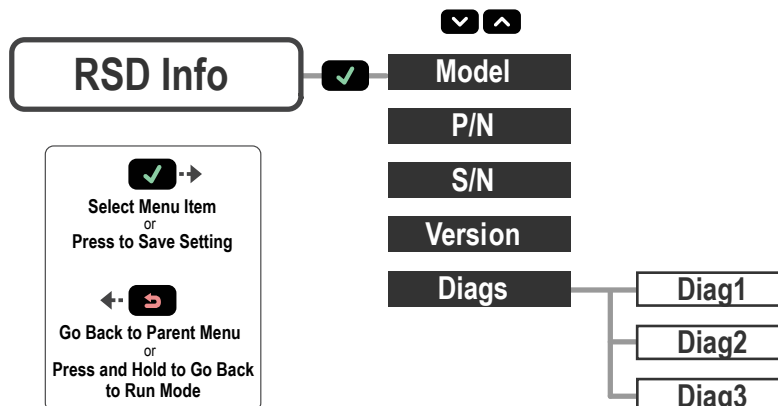 RSD Info
Model
P/N
S/N
Version
Diags
Diag1
Diag2
Diag3
Select Menu Item
or
Press to Save Setting
Go Back to Parent Menu
or
Press and Hold to Go Back
to Run Mode